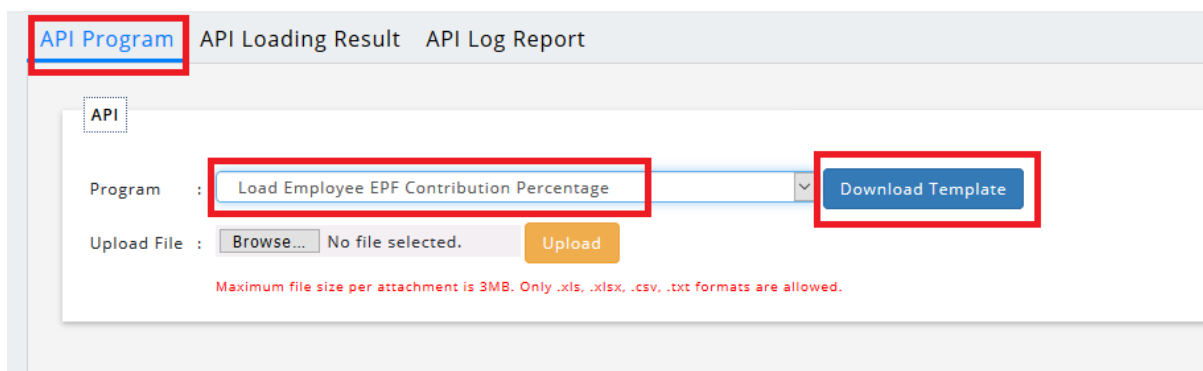 API Program API Loading Result API Log Report
API
Program : Load Employee EPF Contribution Percentage Download Template
Upload File : Browse... No file selected. Upload
Maximum file size per attachment is 3MB. Only .xls, .xlsx, .csv, .txt formats are allowed.